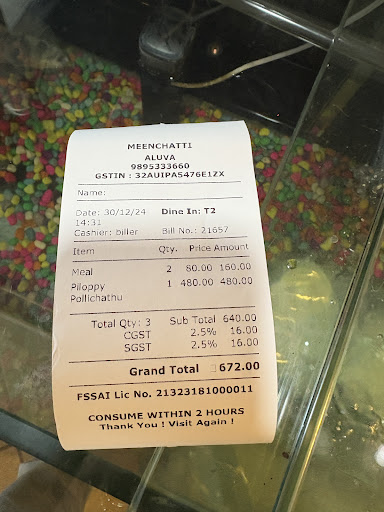 MEENCHATTI
ALUVA
9895333660
GSTIN : 32AUIPA5476E1ZX
Name:
Date: 30/12/24 Dine In: T2
14:31
Cashier: biller Bill No.: 21657
Item Qty. Price Amount
Meal 2 80.00 160.00
Piloppy 1 480.00 480.00
Pollichathu
Total Qty: 3 Sub Total 640.00
CGST 2.5% 16.00
SGST 2.5% 16.00
Grand Total 672.00
FSSAI Lic No. 21323181000011
CONSUME WITHIN 2 HOURS
Thank You ! Visit Again !